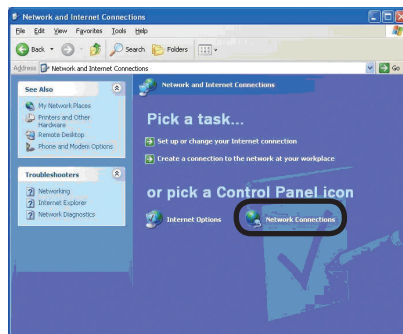 Network and Internet Connections
File Edit View Favorites Tools Help
Back Search Folders
Address Network and Internet Connections Go
See Also
My Network Places
Printers and Other Hardware
Remote Desktop
Phone and Modem Options
Troubleshooters
Networking
Internet Explorer
Network Diagnostics
Network and Internet Connections
Pick a task...
Set up or change your Internet connection
Create a connection to the network at your workplace
or pick a Control Panel icon
Internet Options Network Connections